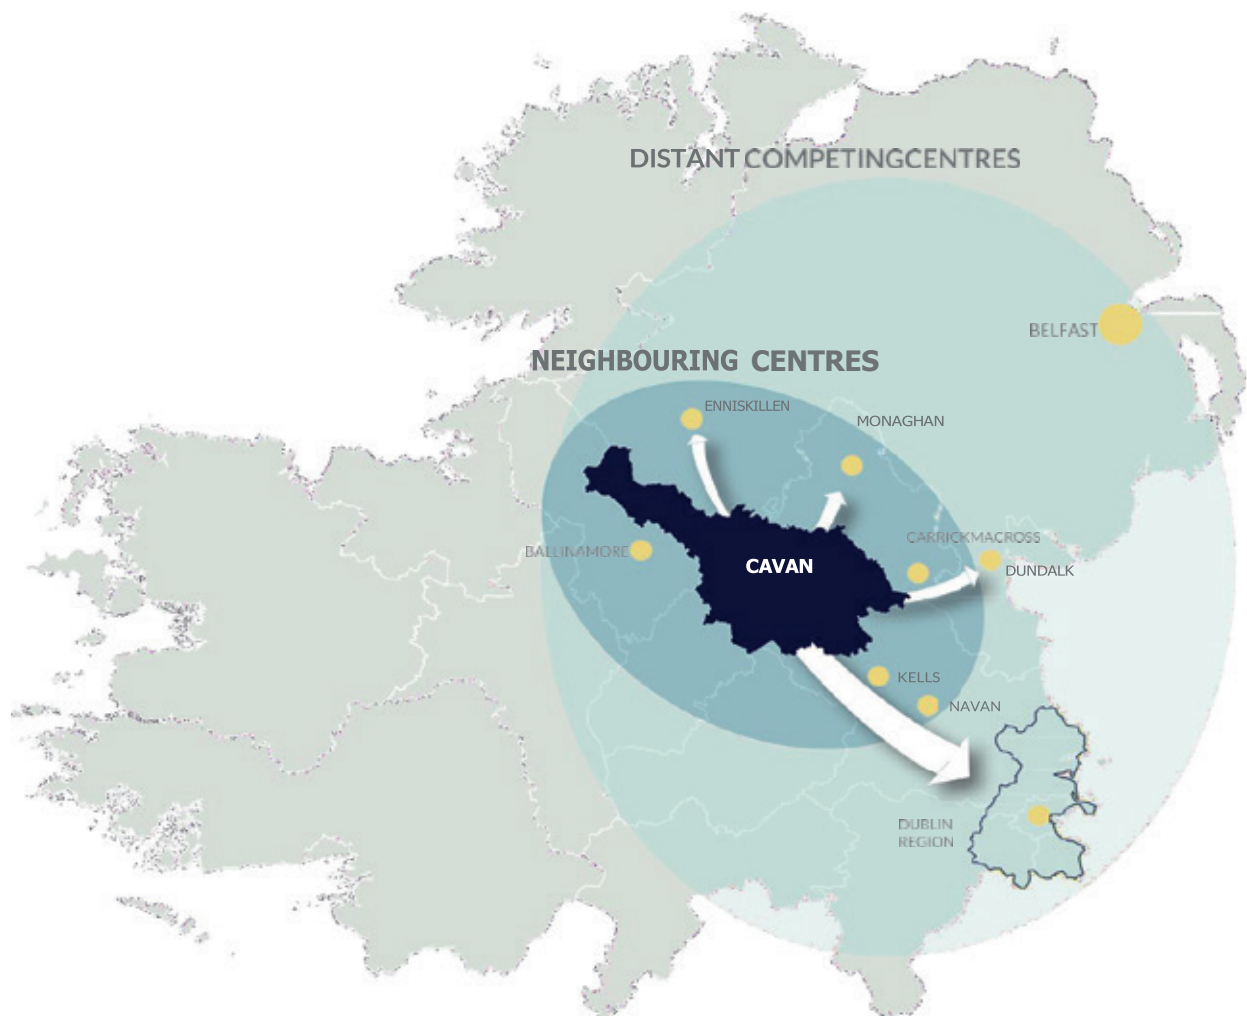 DISTANT COMPETINGCENTRES
BELFAST
NEIGHBOURING CENTRES
ENNISKILLEN
MONAGHAN
CARRICKMACROSS
BALLINAMORE
CAVAN
DUNDALK
KELLS
NAVAN
DUBLIN
REGION